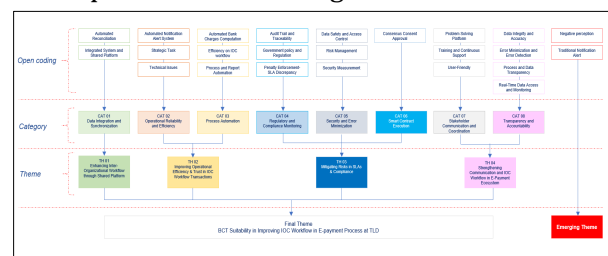 Open coding
Automated
Reconciliation
Integrated System and
Shared Platform
Automated Notification
Alert System
Strategic Task
Technical Issues
Automated Bank
Charges Computation
Efficiency on IOC
workflow
Process and Report
Automation
Audit Trail and
Traceability
Government policy and
Regulation
Penalty Enforcement-
SLA Discrepancy
Data Safety and Access
Control
Risk Management
Security Measurement
Consensus Consent
Approval
Problem-Solving
Platform
Training and Continuous
Support
User-Friendly
Data Integrity and
Accuracy
Error Minimization and
Error Detection
Process and Data
Transparency
Real-Time Data Access
and Monitoring
Negative perception
Traditional Notification
Alert
Category
CAT 01
Data Integration and
Synchronization
CAT 02
Operational Reliability
and Efficiency
CAT 03
Process Automation
CAT 04
Regulatory and
Compliance Monitoring
CAT 05
Security and Error
Minimization
CAT 06
Smart Contract
Execution
CAT 07
Stakeholder
Communication and
Coordination
CAT 08
Transparency and
Accountability
Theme
TH 01
Enhancing Inter-
Organizational Workflow
through Shared Platform
TH 02
Improving Operational
Efficiency & Trust in IOC
Workflow Transactions
TH 03
Mitigating Risks in SLAs
& Compliance
TH 04
Strengthening
Communication and IOC
Workflow in E-Payment
Ecosystem
Final Theme
BCT Suitability in Improving IOC Workflow in E-payment Process at TLD
Emerging Theme